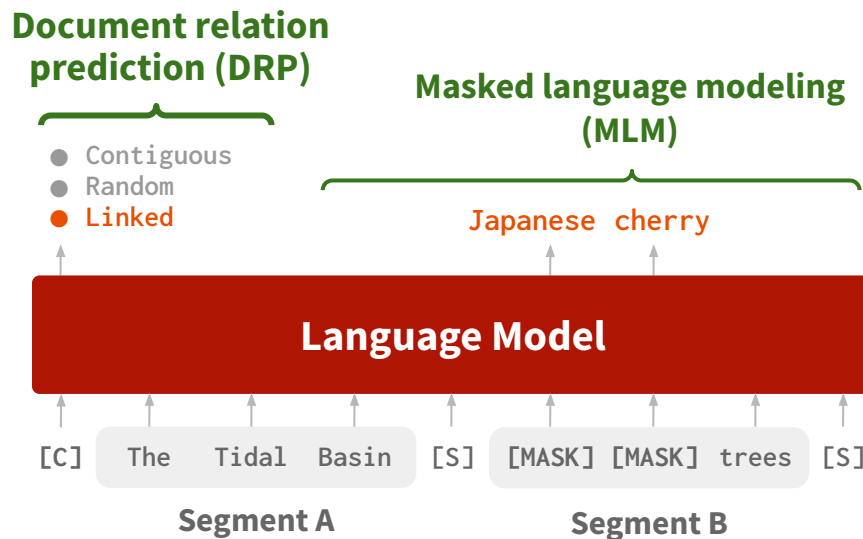 Document relation
prediction (DRP)
Masked language modeling
(MLM)
Contiguous
Random
Linked
Japanese cherry
Language Model
[C] The Tidal Basin [S] [MASK] [MASK] trees [S]
Segment A Segment B